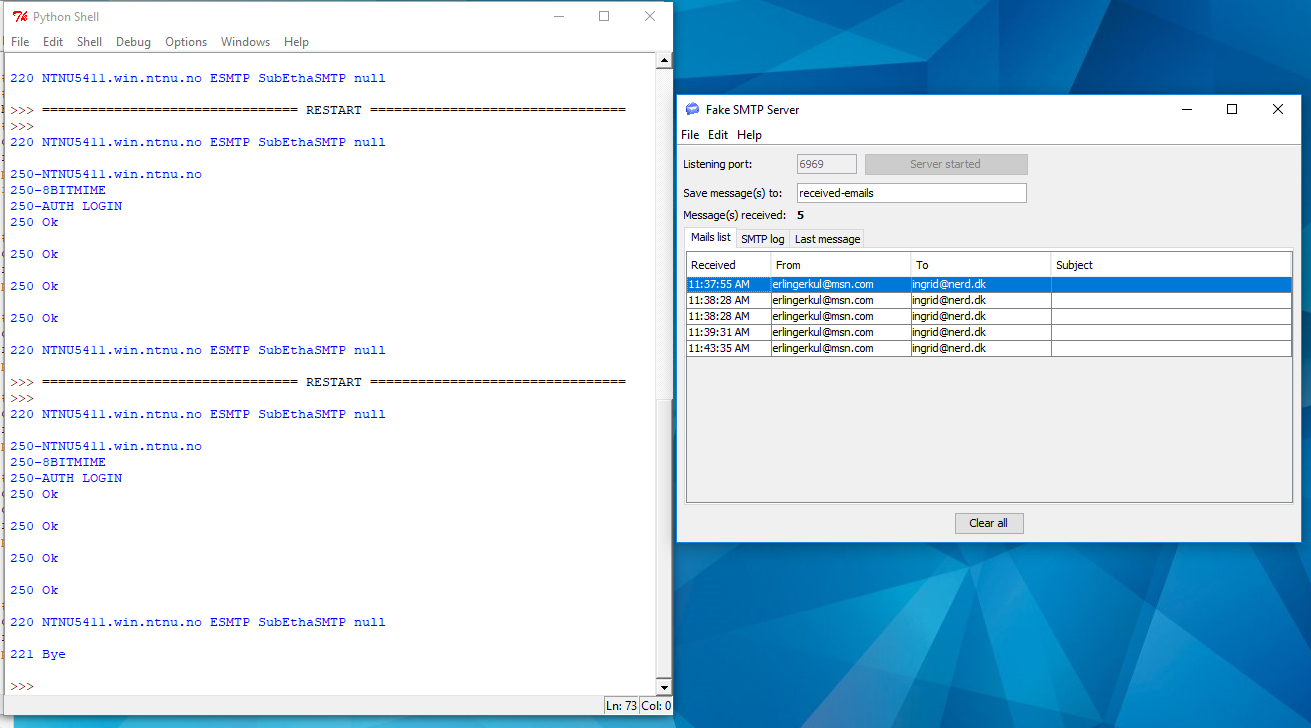 Python Shell
File Edit Shell Debug Options Windows Help
220 NTNU5411.win.ntnu.no ESMTP SubEthaSMTP null
>>> ================================ RESTART ================================
>>>
220 NTNU5411.win.ntnu.no ESMTP SubEthaSMTP null
250-NTNU5411.win.ntnu.no
250-8BITMIME
250-AUTH LOGIN
250 Ok
250 Ok
250 Ok
250 Ok
220 NTNU5411.win.ntnu.no ESMTP SubEthaSMTP null
>>> ================================ RESTART ================================
>>>
220 NTNU5411.win.ntnu.no ESMTP SubEthaSMTP null
250-NTNU5411.win.ntnu.no
250-8BITMIME
250-AUTH LOGIN
250 Ok
250 Ok
250 Ok
250 Ok
220 NTNU5411.win.ntnu.no ESMTP SubEthaSMTP null
221 Bye
>>>
Ln: 73 Col: 0
Fake SMTP Server
File Edit Help
Listening port: 6969 Server started
Save message(s) to: received-emails
Message(s) received: 5
Mails list SMTP log Last message
Received From To Subject
11:37:55 AM erlingerkul@msn.com ingrid@nerd.dk
11:38:28 AM erlingerkul@msn.com ingrid@nerd.dk
11:38:28 AM erlingerkul@msn.com ingrid@nerd.dk
11:39:31 AM erlingerkul@msn.com ingrid@nerd.dk
11:43:35 AM erlingerkul@msn.com ingrid@nerd.dk
Clear all